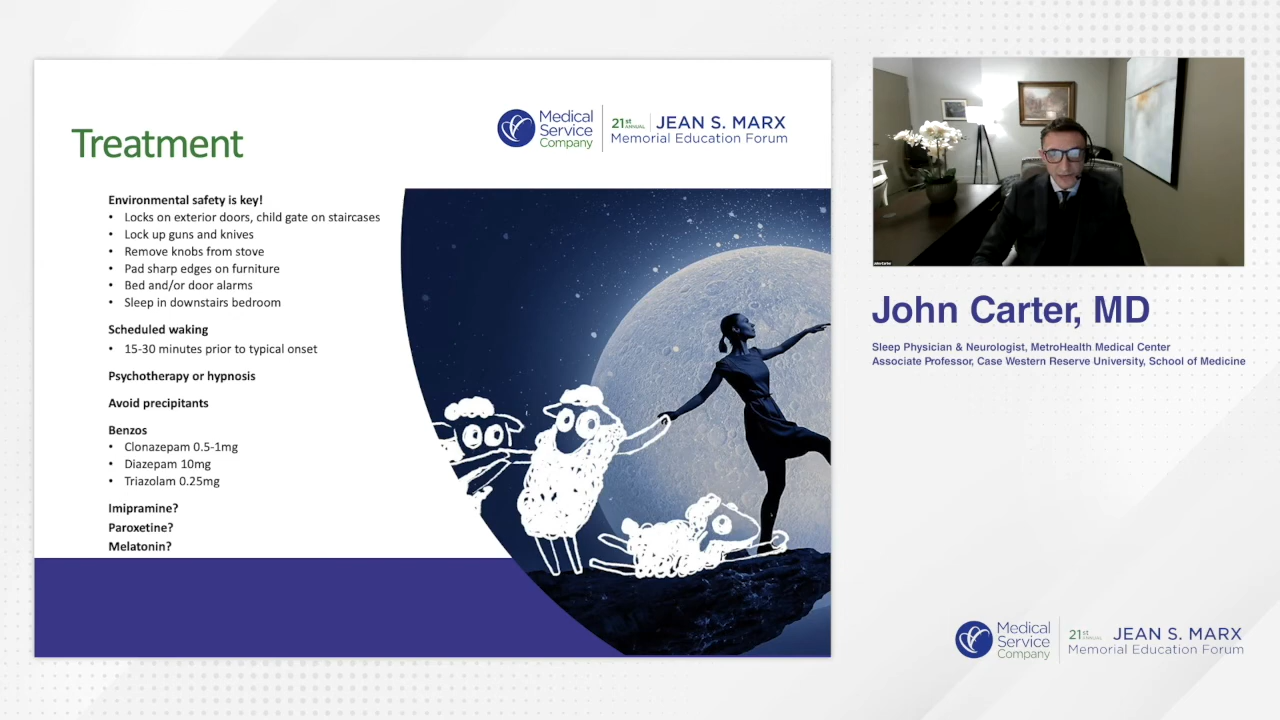 Treatment
Medical
Service
Company
21st
ANNUAL
JEAN S. MARX
Memorial Education Forum
Environmental safety is key!
• Locks on exterior doors, child gate on staircases
• Lock up guns and knives
• Remove knobs from stove
• Pad sharp edges on furniture
• Bed and/or door alarms
• Sleep in downstairs bedroom
Scheduled waking
• 15-30 minutes prior to typical onset
Psychotherapy or hypnosis
Avoid precipitants
Benzos
• Clonazepam 0.5-1mg
• Diazepam 10mg
• Triazolam 0.25mg
Imipramine?
Paroxetine?
Melatonin?
John Carter
John Carter, MD
Sleep Physician & Neurologist, MetroHealth Medical Center
Associate Professor, Case Western Reserve University, School of Medicine
Medical
Service
Company
21st
ANNUAL
JEAN S. MARX
Memorial Education Forum